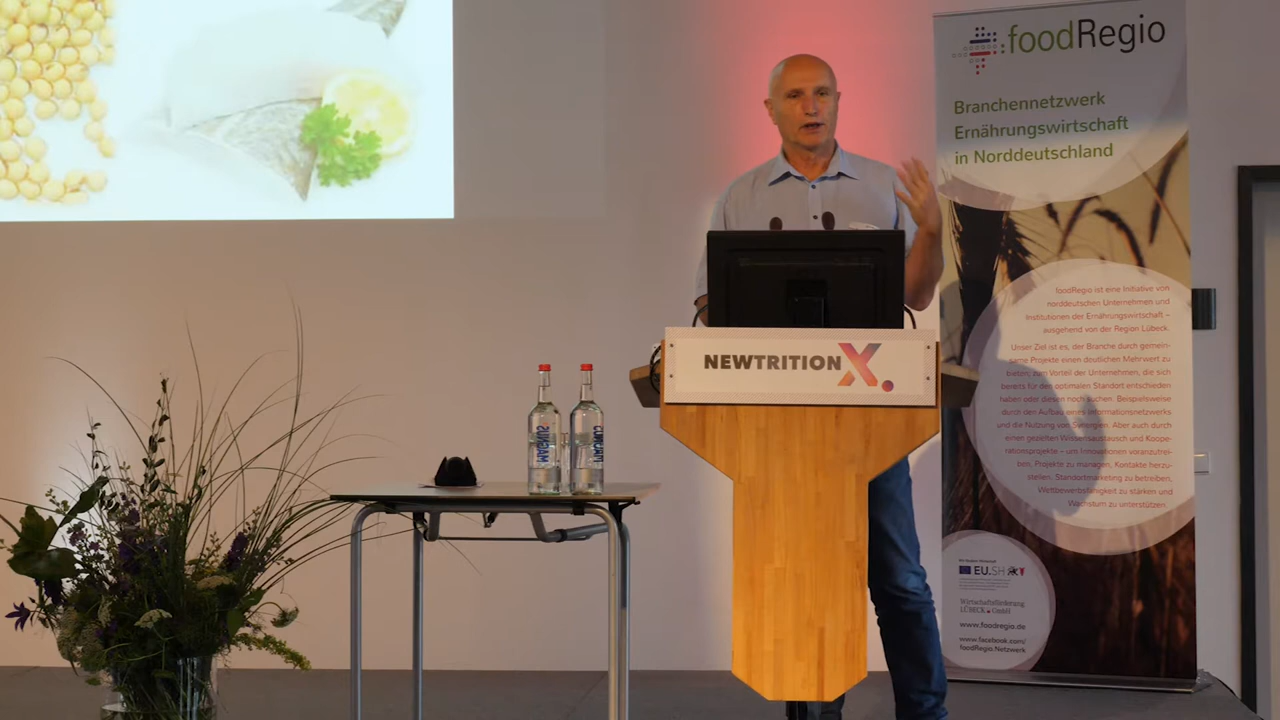 foodRegio
Branchennetzwerk
Ernährungswirtschaft
in Norddeutschland
foodRegio ist eine Initiative von
norddeutschen Unternehmen und
Institutionen der Ernährungswirtschaft –
ausgehend von der Region Lübeck.
Unser Ziel ist es, der Branche durch gemein-
same Projekte einen deutlichen Mehrwert zu
bieten: zum Vorteil der Unternehmen, die sich
bereits für den optimalen Standort entschieden
haben oder diesen noch suchen. Beispielsweise
durch den Aufbau eines Informationsnetzwerks
und die Nutzung von Synergien. Aber auch durch
einen gezielten Wissensaustausch und Koope-
rationsprojekte – um Innovationen voranzutrei-
ben, Projekte zu managen, Kontakte herzu-
stellen, Standortmarketing zu betreiben,
Wettbewerbsfähigkeit zu stärken und
Wachstum zu unterstützen.
NEWTRITION X.
EU.SH
Wirtschaftsförderung
LÜBECK GmbH
www.foodregio.de
www.facebook.com/
foodRegio.Netzwerk